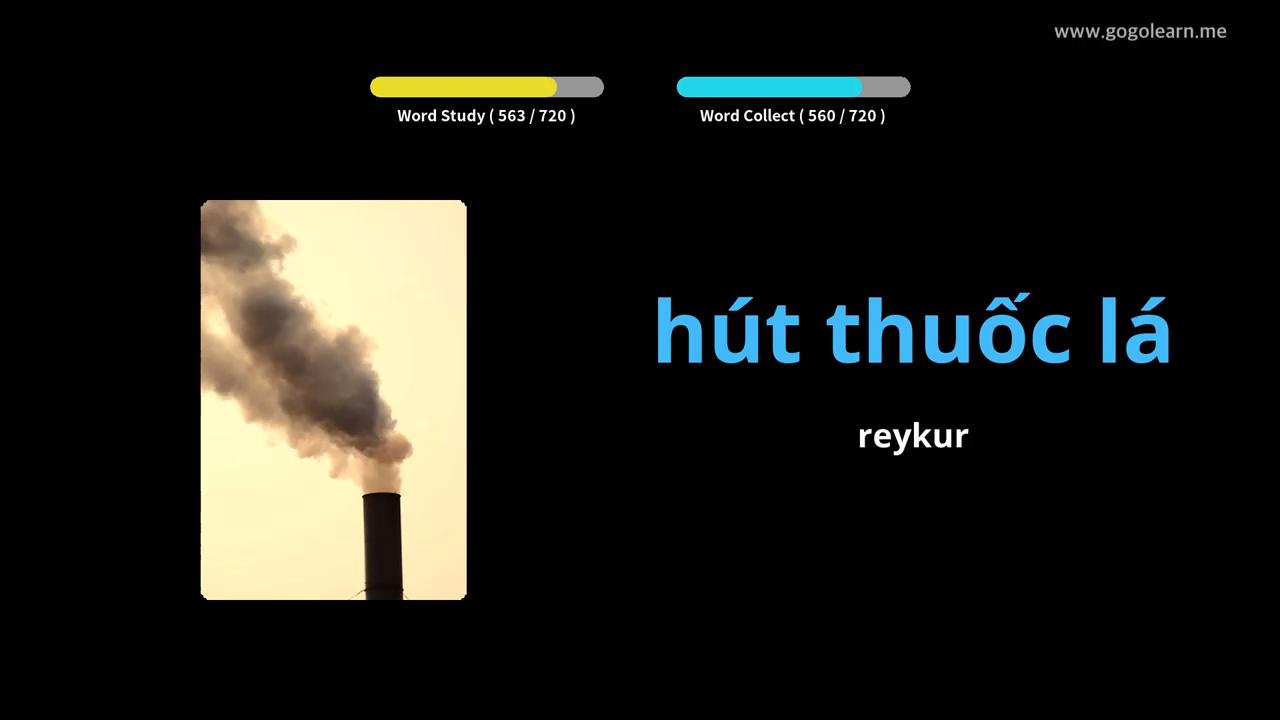 www.gogolearn.me
Word Study ( 563 / 720 )
Word Collect ( 560 / 720 )
hút thuốc lá
reykur